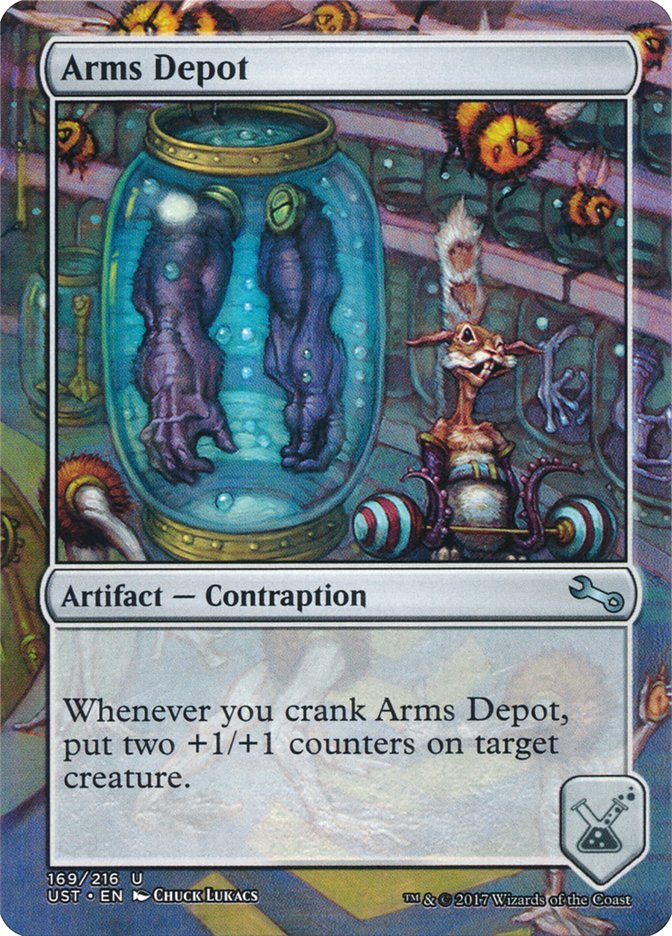 Arms Depot
Artifact — Contraption
Whenever you crank Arms Depot,
put two +1/+1 counters on target
creature.
169/216 U
UST • EN Chuck Lukacs
™ & © 2017 Wizards of the Coast